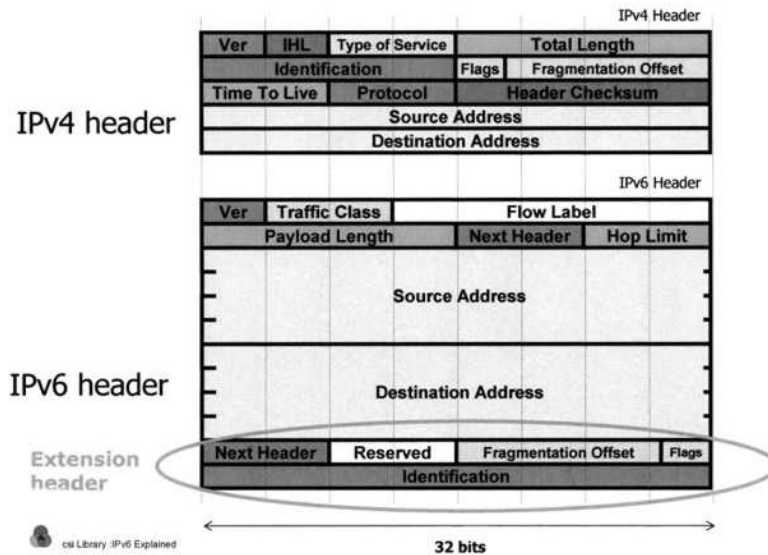 IPv4 Header
Ver IHL Type of Service Total Length
Identification Flags Fragmentation Offset
Time To Live Protocol Header Checksum
IPv4 header
Source Address
Destination Address
IPv6 Header
Ver Traffic Class Flow Label
Payload Length Next Header Hop Limit
Source Address
IPv6 header
Destination Address
Extension header
Next Header Reserved Fragmentation Offset Flags
Identification
32 bits
csi Library :IPv6 Explained